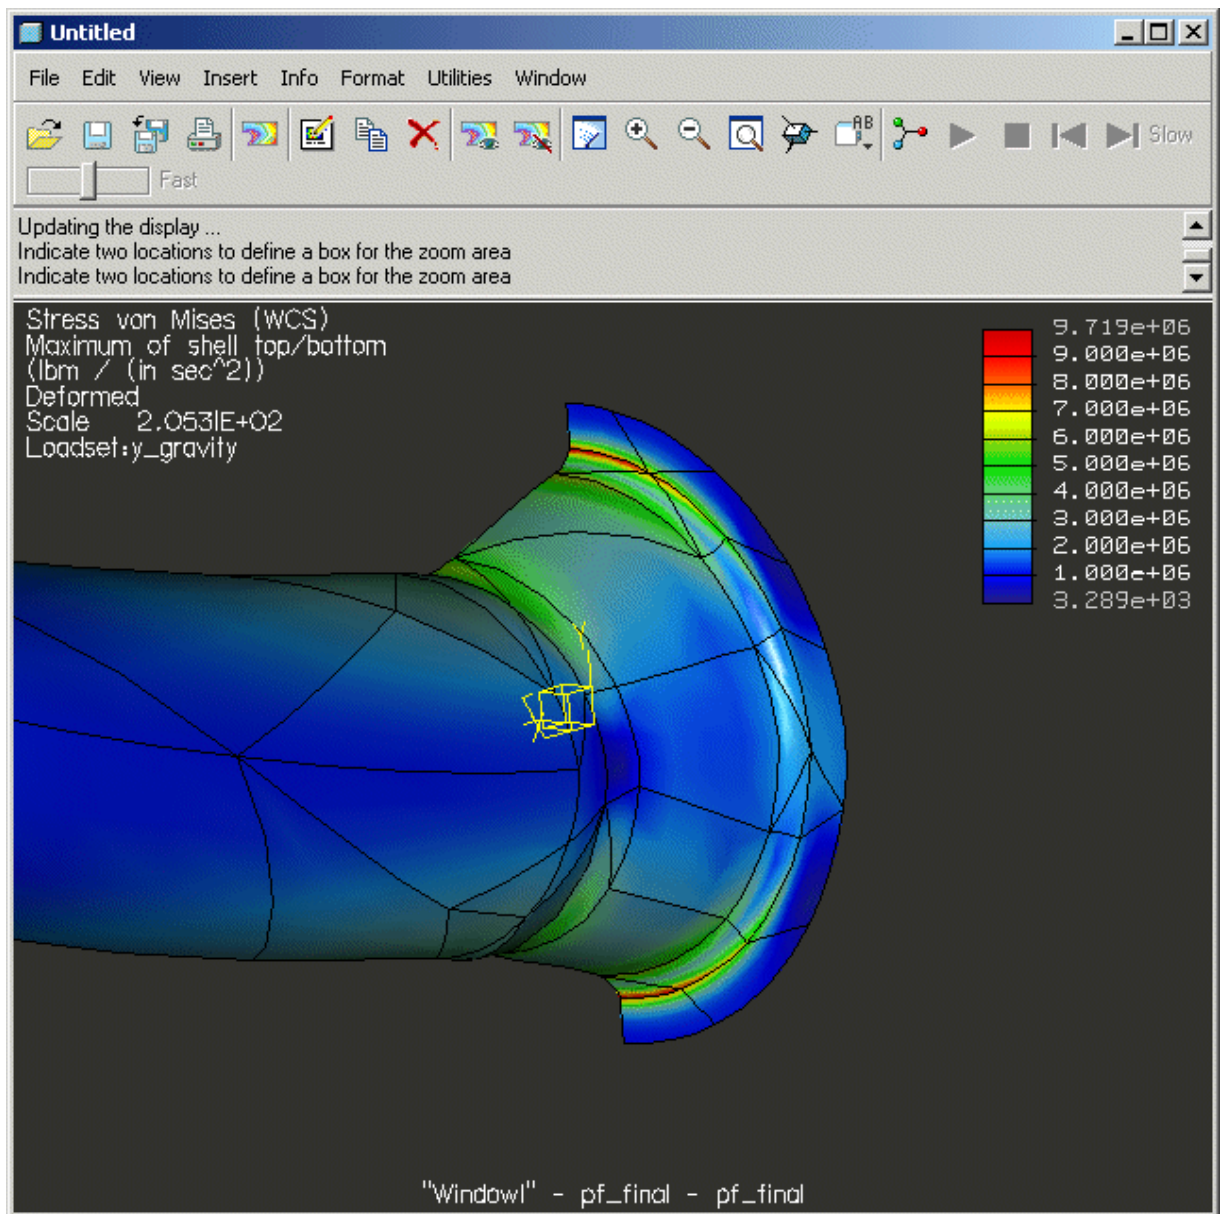 Untitled
File Edit View Insert Info Format Utilities Window
AB
Slow
Fast
Updating the display ...
Indicate two locations to define a box for the zoom area
Indicate two locations to define a box for the zoom area
Stress von Mises (WCS)
Maximum of shell top/bottom
(lbm / (in sec^2))
Deformed
Scale 2.0531E+02
Loadset:y_gravity
9.719e+06
9.000e+06
8.000e+06
7.000e+06
6.000e+06
5.000e+06
4.000e+06
3.000e+06
2.000e+06
1.000e+06
3.289e+03
Y
"Window1" - pf_final - pf_final